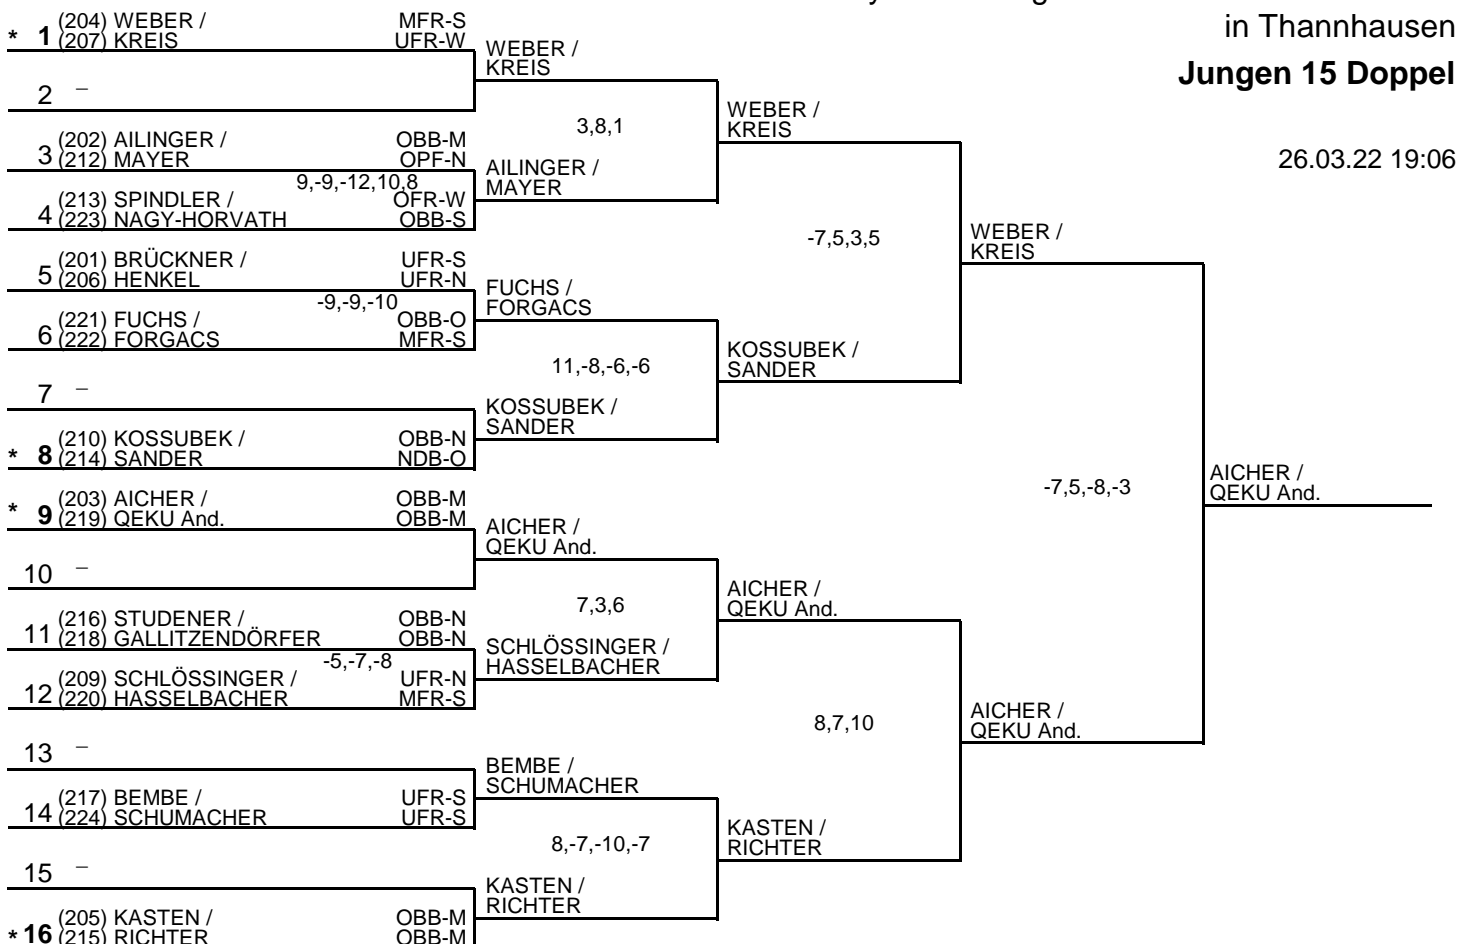 in Thannhausen
Jungen 15 Doppel
26.03.22 19:06
* 1 (204) WEBER / MFR-S
(207) KREIS UFR-W
WEBER /
KREIS
2 –
3,8,1
WEBER /
KREIS
3 (202) AILINGER / OBB-M
(212) MAYER OPF-N
AILINGER /
MAYER
9,-9,-12,10,8
4 (213) SPINDLER / OFR-W
(223) NAGY-HORVATH OBB-S
-7,5,3,5
WEBER /
KREIS
5 (201) BRÜCKNER / UFR-S
(206) HENKEL UFR-N
FUCHS /
FORGACS
-9,-9,-10
6 (221) FUCHS / OBB-O
(222) FORGACS MFR-S
11,-8,-6,-6
KOSSUBEK /
SANDER
7 –
KOSSUBEK /
SANDER
* 8 (210) KOSSUBEK / OBB-N
(214) SANDER NDB-O
-7,5,-8,-3
AICHER /
QEKU And.
* 9 (203) AICHER / OBB-M
(219) QEKU And. OBB-M
AICHER /
QEKU And.
10 –
7,3,6
AICHER /
QEKU And.
11 (216) STUDENER / OBB-N
(218) GALLITZENDÖRFER OBB-N
SCHLÖSSINGER /
HASSELBACHER
-5,-7,-8
12 (209) SCHLÖSSINGER / UFR-N
(220) HASSELBACHER MFR-S
8,7,10
AICHER /
QEKU And.
13 –
BEMBE /
SCHUMACHER
14 (217) BEMBE / UFR-S
(224) SCHUMACHER UFR-S
8,-7,-10,-7
KASTEN /
RICHTER
15 –
KASTEN /
RICHTER
* 16 (205) KASTEN / OBB-M
(215) RICHTER OBB-M